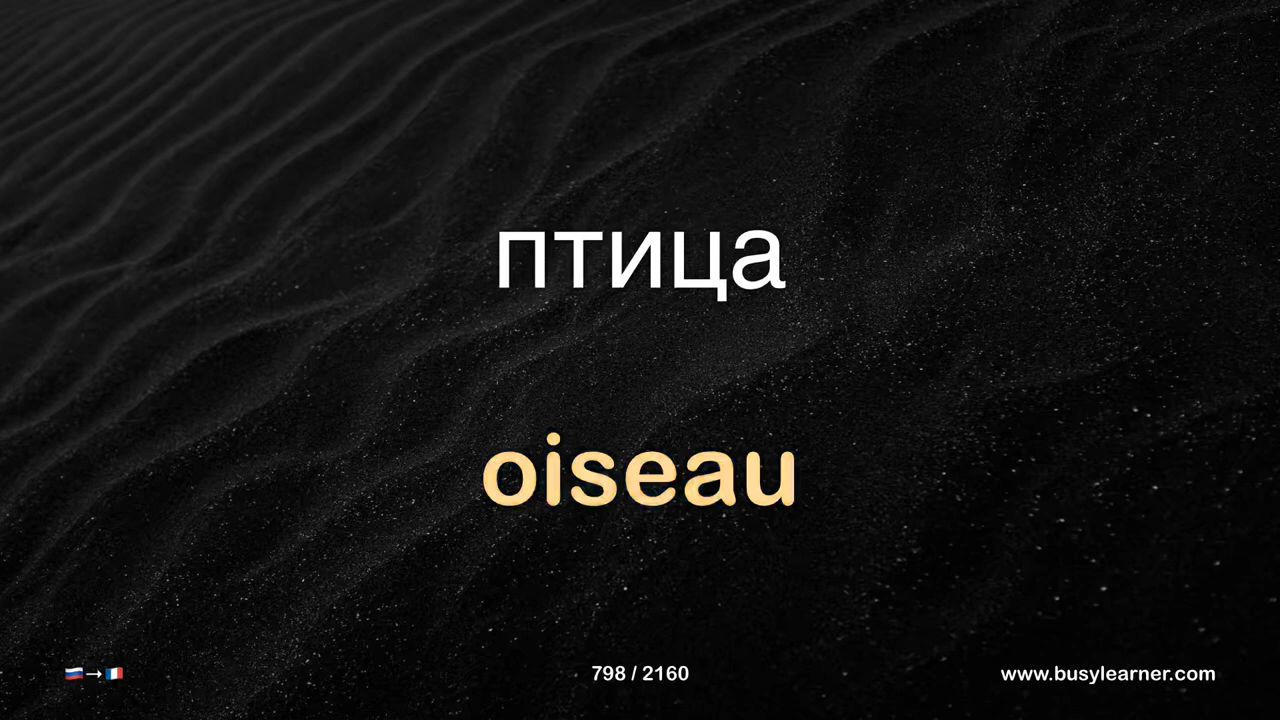 птица
oiseau
🇷🇺→🇫🇷
798 / 2160
www.busylearner.com